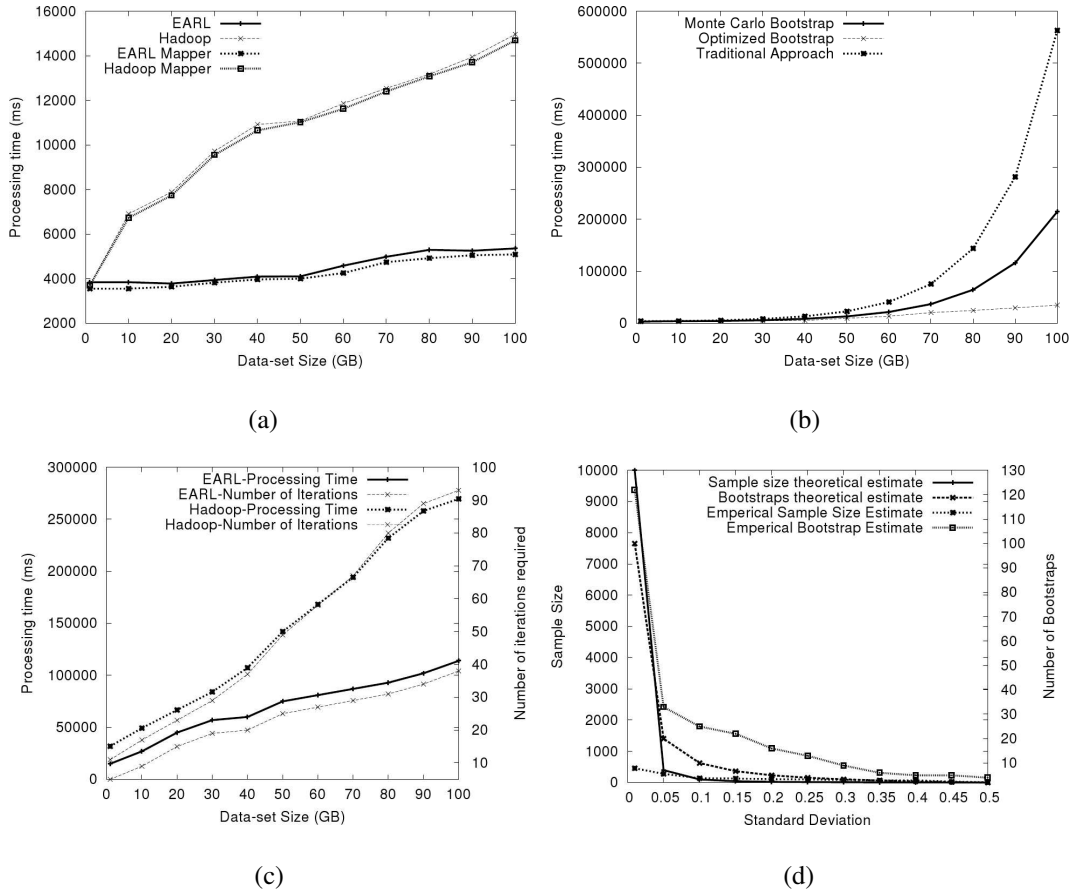 EARL
Hadoop
EARL Mapper
Hadoop Mapper
16000
14000
12000
10000
8000
6000
4000
2000
Processing time (ms)
0 10 20 30 40 50 60 70 80 90 100
Data-set Size (GB)
(a)
Monte Carlo Bootstrap
Optimized Bootstrap
Traditional Approach
600000
500000
400000
300000
200000
100000
0
Processing time (ms)
0 10 20 30 40 50 60 70 80 90 100
Data-set Size (GB)
(b)
EARL-Processing Time
EARL-Number of Iterations
Hadoop-Processing Time
Hadoop-Number of Iterations
300000
250000
200000
150000
100000
50000
0
Processing time (ms)
100
90
80
70
60
50
40
30
20
10
Number of iterations required
0 10 20 30 40 50 60 70 80 90 100
Data-set Size (GB)
(c)
Sample size theoretical estimate
Bootstraps theoretical estimate
Emperical Sample Size Estimate
Emperical Bootstrap Estimate
10000
9000
8000
7000
6000
5000
4000
3000
2000
1000
0
Sample Size
130
120
110
100
90
80
70
60
50
40
30
20
10
Number of Bootstraps
0 0.05 0.1 0.15 0.2 0.25 0.3 0.35 0.4 0.45 0.5
Standard Deviation
(d)